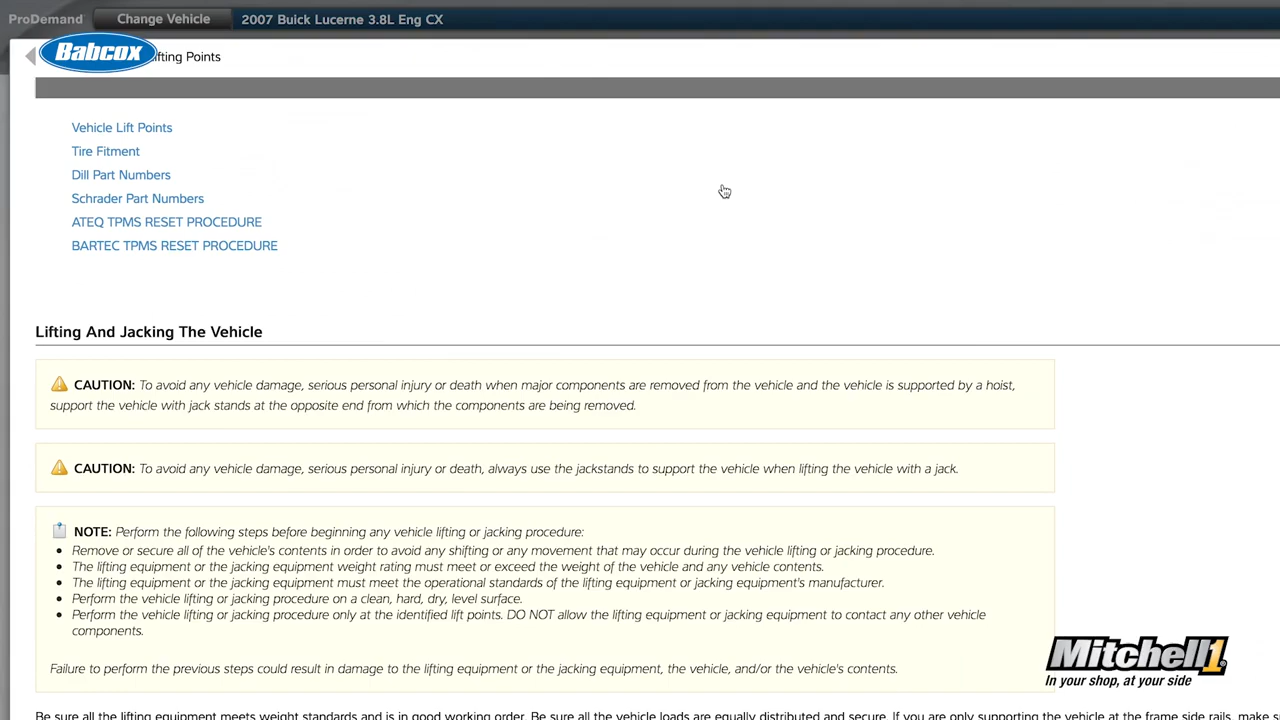 ProDemand
Change Vehicle
2007 Buick Lucerne 3.8L Eng CX
Babcox
ifting Points
Vehicle Lift Points
Tire Fitment
Dill Part Numbers
Schrader Part Numbers
ATEQ TPMS RESET PROCEDURE
BARTEC TPMS RESET PROCEDURE
Lifting And Jacking The Vehicle
CAUTION: To avoid any vehicle damage, serious personal injury or death when major components are removed from the vehicle and the vehicle is supported by a hoist,
support the vehicle with jack stands at the opposite end from which the components are being removed.
CAUTION: To avoid any vehicle damage, serious personal injury or death, always use the jackstands to support the vehicle when lifting the vehicle with a jack.
NOTE: Perform the following steps before beginning any vehicle lifting or jacking procedure:
• Remove or secure all of the vehicle's contents in order to avoid any shifting or any movement that may occur during the vehicle lifting or jacking procedure.
• The lifting equipment or the jacking equipment weight rating must meet or exceed the weight of the vehicle and any vehicle contents.
• The lifting equipment or the jacking equipment must meet the operational standards of the lifting equipment or jacking equipment's manufacturer.
• Perform the vehicle lifting or jacking procedure on a clean, hard, dry, level surface.
• Perform the vehicle lifting or jacking procedure only at the identified lift points. DO NOT allow the lifting equipment or jacking equipment to contact any other vehicle
components.
Failure to perform the previous steps could result in damage to the lifting equipment or the jacking equipment, the vehicle, and/or the vehicle's contents.
Mitchell1®
In your shop, at your side
Be sure all the lifting equipment meets weight standards and is in good working order. Be sure all the vehicle loads are equally distributed and secure. If you are only supporting the vehicle at the frame side rails, make